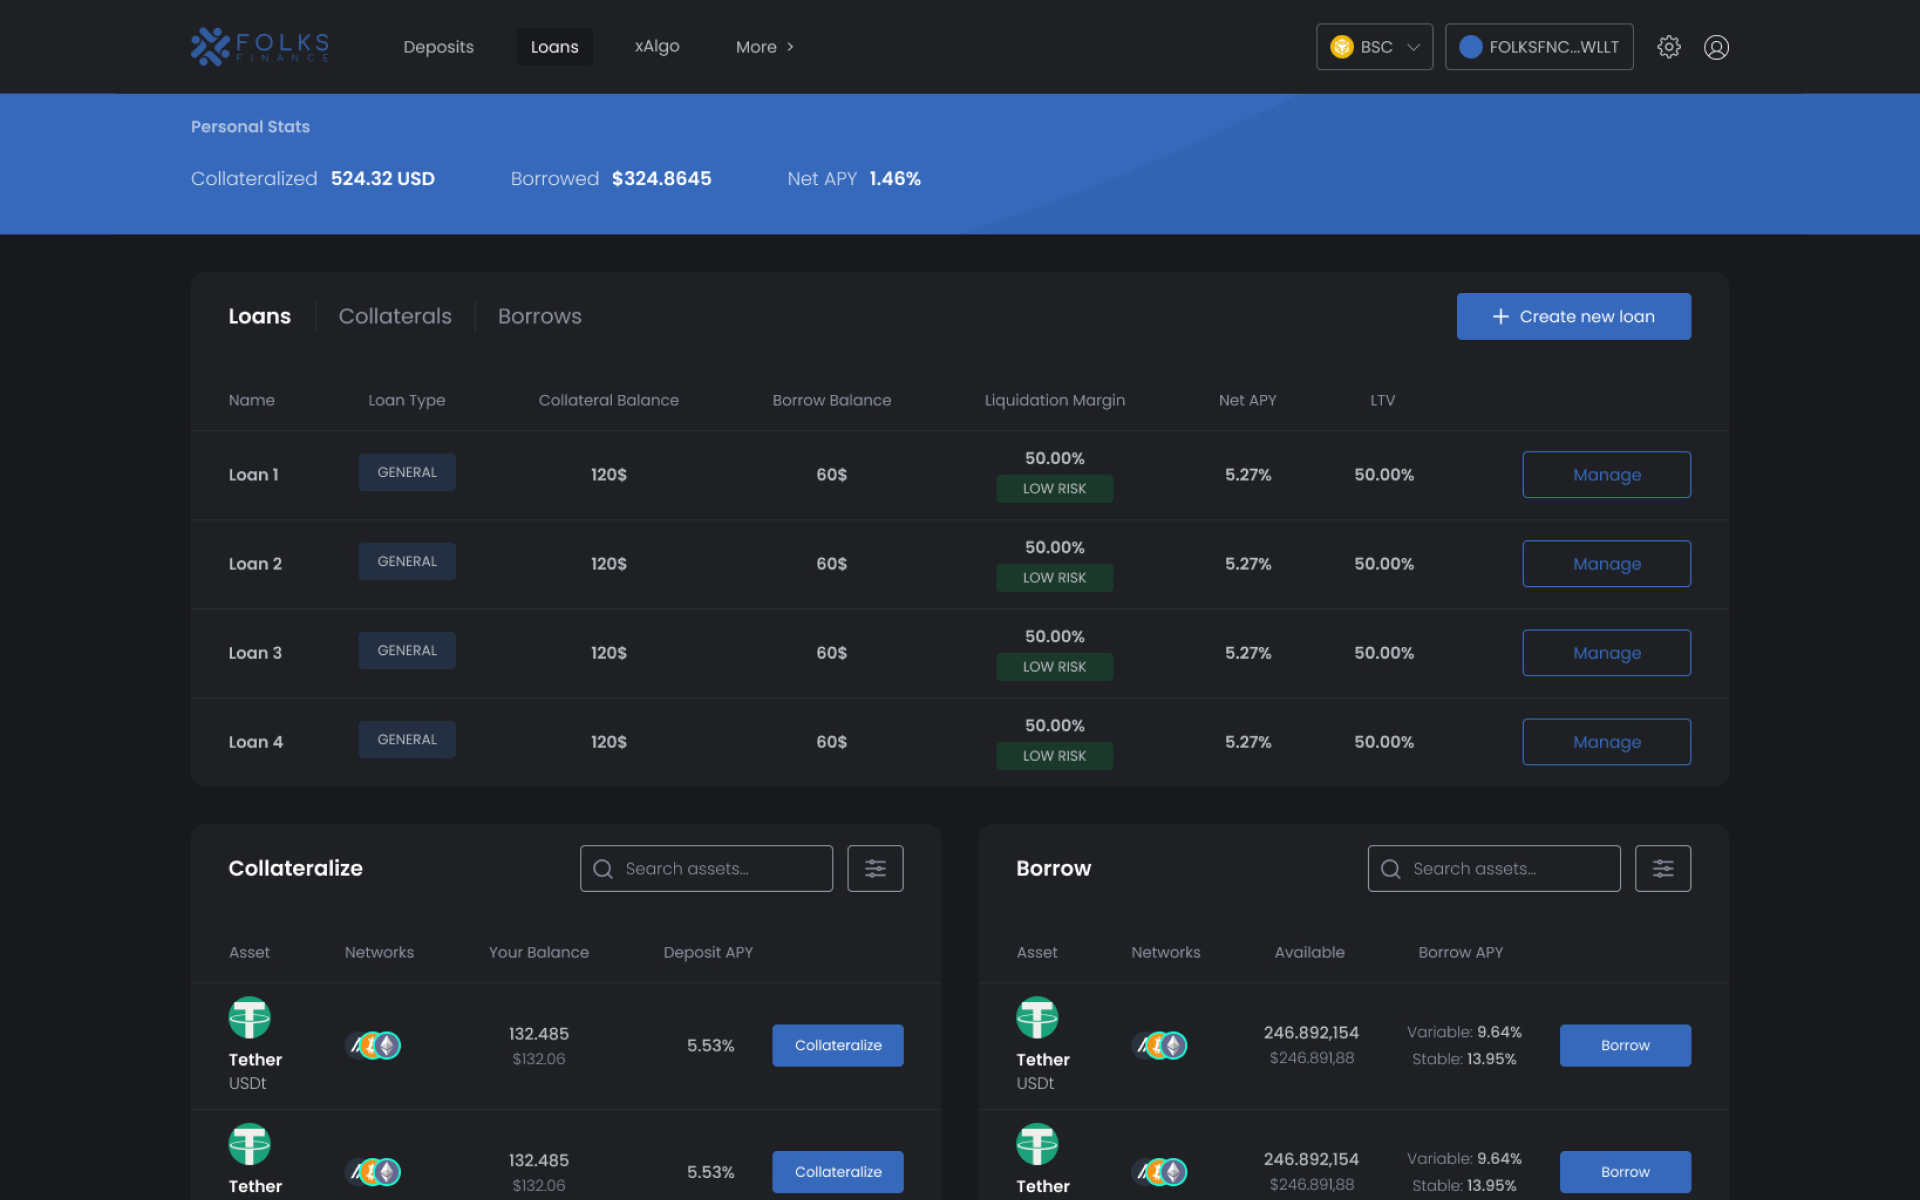 FOLKS
FINANCE
Deposits
Loans
xAlgo
More
BSC
FOLKSFNC...WLLT
Personal Stats
Collateralized 524.32 USD
Borrowed $324.8645
Net APY 1.46%
Loans
Collaterals
Borrows
Create new loan
Name Loan Type Collateral Balance Borrow Balance Liquidation Margin Net APY LTV
Loan 1 GENERAL 120$ 60$ 50.00% LOW RISK 5.27% 50.00% Manage
Loan 2 GENERAL 120$ 60$ 50.00% LOW RISK 5.27% 50.00% Manage
Loan 3 GENERAL 120$ 60$ 50.00% LOW RISK 5.27% 50.00% Manage
Loan 4 GENERAL 120$ 60$ 50.00% LOW RISK 5.27% 50.00% Manage
Collateralize
Search assets...
Asset Networks Your Balance Deposit APY
Tether
USDt
132.485
$132.06
5.53%
Collateralize
Tether
132.485
$132.06
5.53%
Collateralize
Borrow
Search assets...
Asset Networks Available Borrow APY
Tether
USDt
246.892,154
$246.891,88
Variable: 9.64%
Stable: 13.95%
Borrow
Tether
246.892,154
$246.891,88
Variable: 9.64%
Stable: 13.95%
Borrow